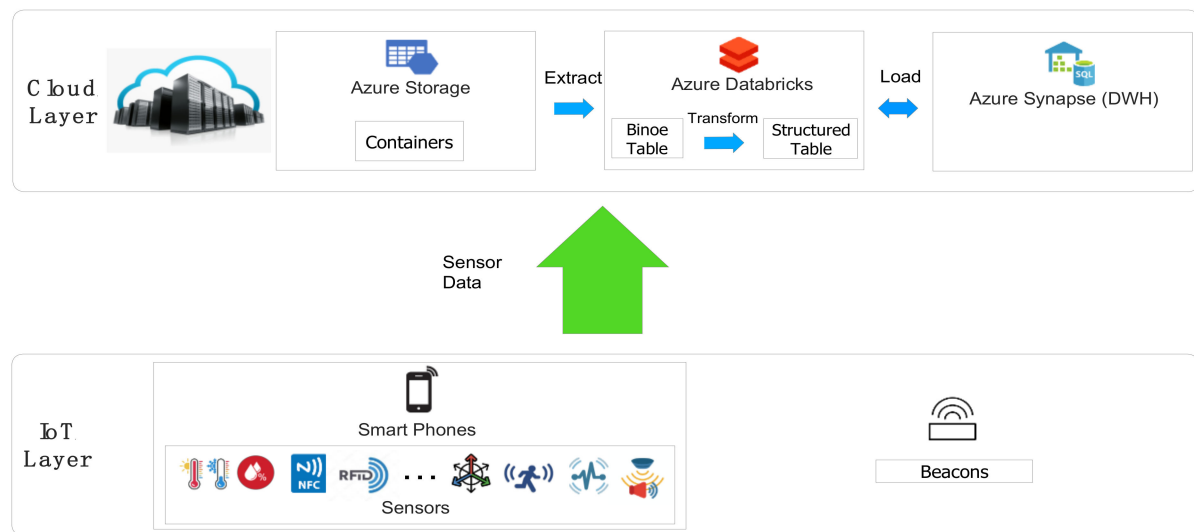 Cloud
Layer
Azure Storage
Containers
Extract
Azure Databricks
Binoe
Table
Transform
Structured
Table
Load
SQL
Azure Synapse (DWH)
Sensor
Data
IoT
Layer
Smart Phones
%
N
NFC
RFID
...
Sensors
Beacons